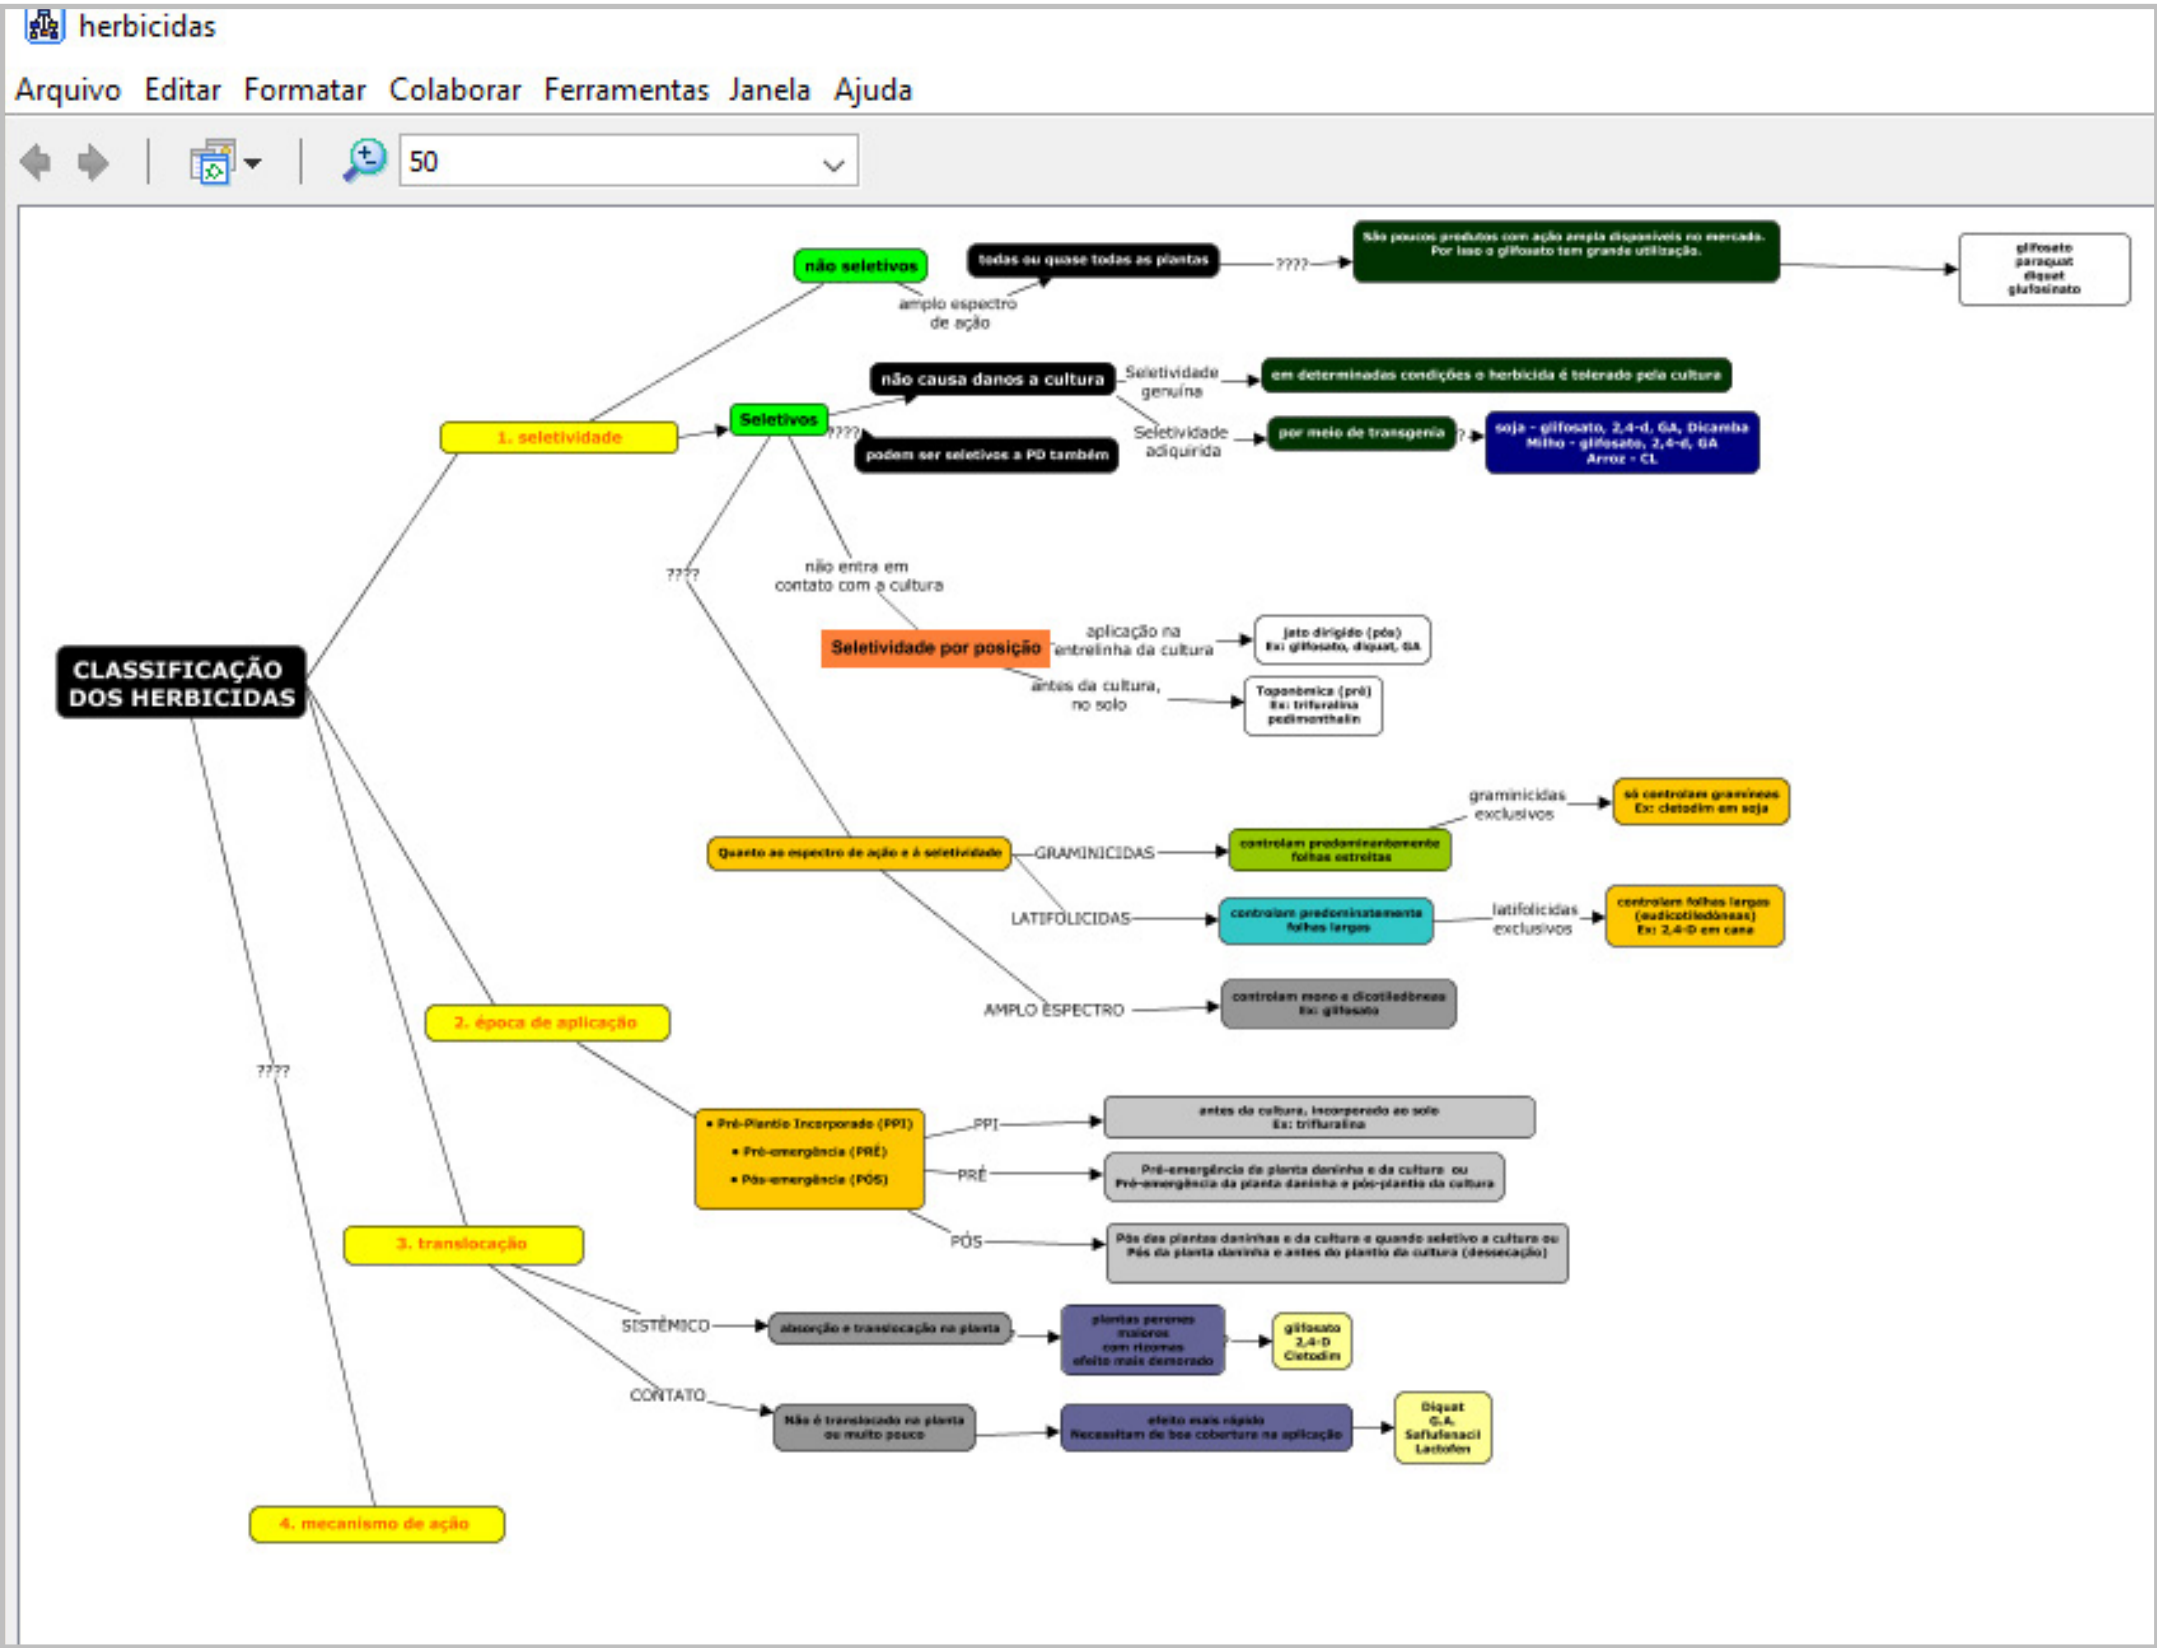 herbicidas
Arquivo Editar Formatar Colaborar Ferramentas Janela Ajuda
50
não seletivos
amplo espectro
de ação
todas ou quase todas as plantas
????
São poucos produtos com ação ampla disponíveis no mercado.
Por isso o glifosato tem grande utilização.
glifosato
paraquat
diquat
glufosinato
1. seletividade
Seletivos
não causa danos a cultura
Seletividade
genuína
em determinadas condições o herbicida é tolerado pela cultura
Seletividade
adiquirida
por meio de transgenia
?
soja - glifosato, 2,4-d, GA, Dicamba
Milho - glifosato, 2,4-d, GA
Arroz - CL
????
podem ser seletivos a PD também
????
não entra em
contato com a cultura
Seletividade por posição
aplicação na
entrelinha da cultura
jato dirigido (pós)
Ex: glifosato, diquat, GA
antes da cultura,
no solo
Toponômica (pré)
Ex: trifuralina
pedimenthalin
CLASSIFICAÇÃO
DOS HERBICIDAS
Quanto ao espectro de ação e á seletividade
GRAMINICIDAS
controlam predominantemente
folhas estreitas
graminicidas
exclusivos
só controlam gramíneas
Ex: cletodim em soja
LATIFOLICIDAS
controlam predominatemente
folhas largas
latifolicidas
exclusivos
controlam folhas largas
(eudicotiledôneas)
Ex: 2,4-D em cana
AMPLO ESPECTRO
controlam mono e dicotiledôneas
Ex: glifosato
2. época de aplicação
????
• Pré-Plantio Incorporado (PPI)
• Pré-emergência (PRÉ)
• Pós-emergência (PÓS)
PPI
antes da cultura, incorporado ao solo
Ex: trifluralina
PRÉ
Pré-emergência da planta daninha e da cultura ou
Pré-emergência da planta daninha e pós-plantio da cultura
PÓS
Pós das plantas daninhas e da cultura e quando seletivo a cultura ou
Pós da planta daninha e antes do plantio da cultura (dessecação)
3. translocação
SISTÊMICO
absorção e translocação na planta
plantas perenes
maiores
com rizomas
efeito mais demorado
glifosato
2,4-D
Cletodim
CONTATO
Não é translocado na planta
ou muito pouco
efeito mais rápido
Necessitam de boa cobertura na aplicação
Diquat
G.A.
Saflufenacil
Lactofen
4. mecanismo de ação